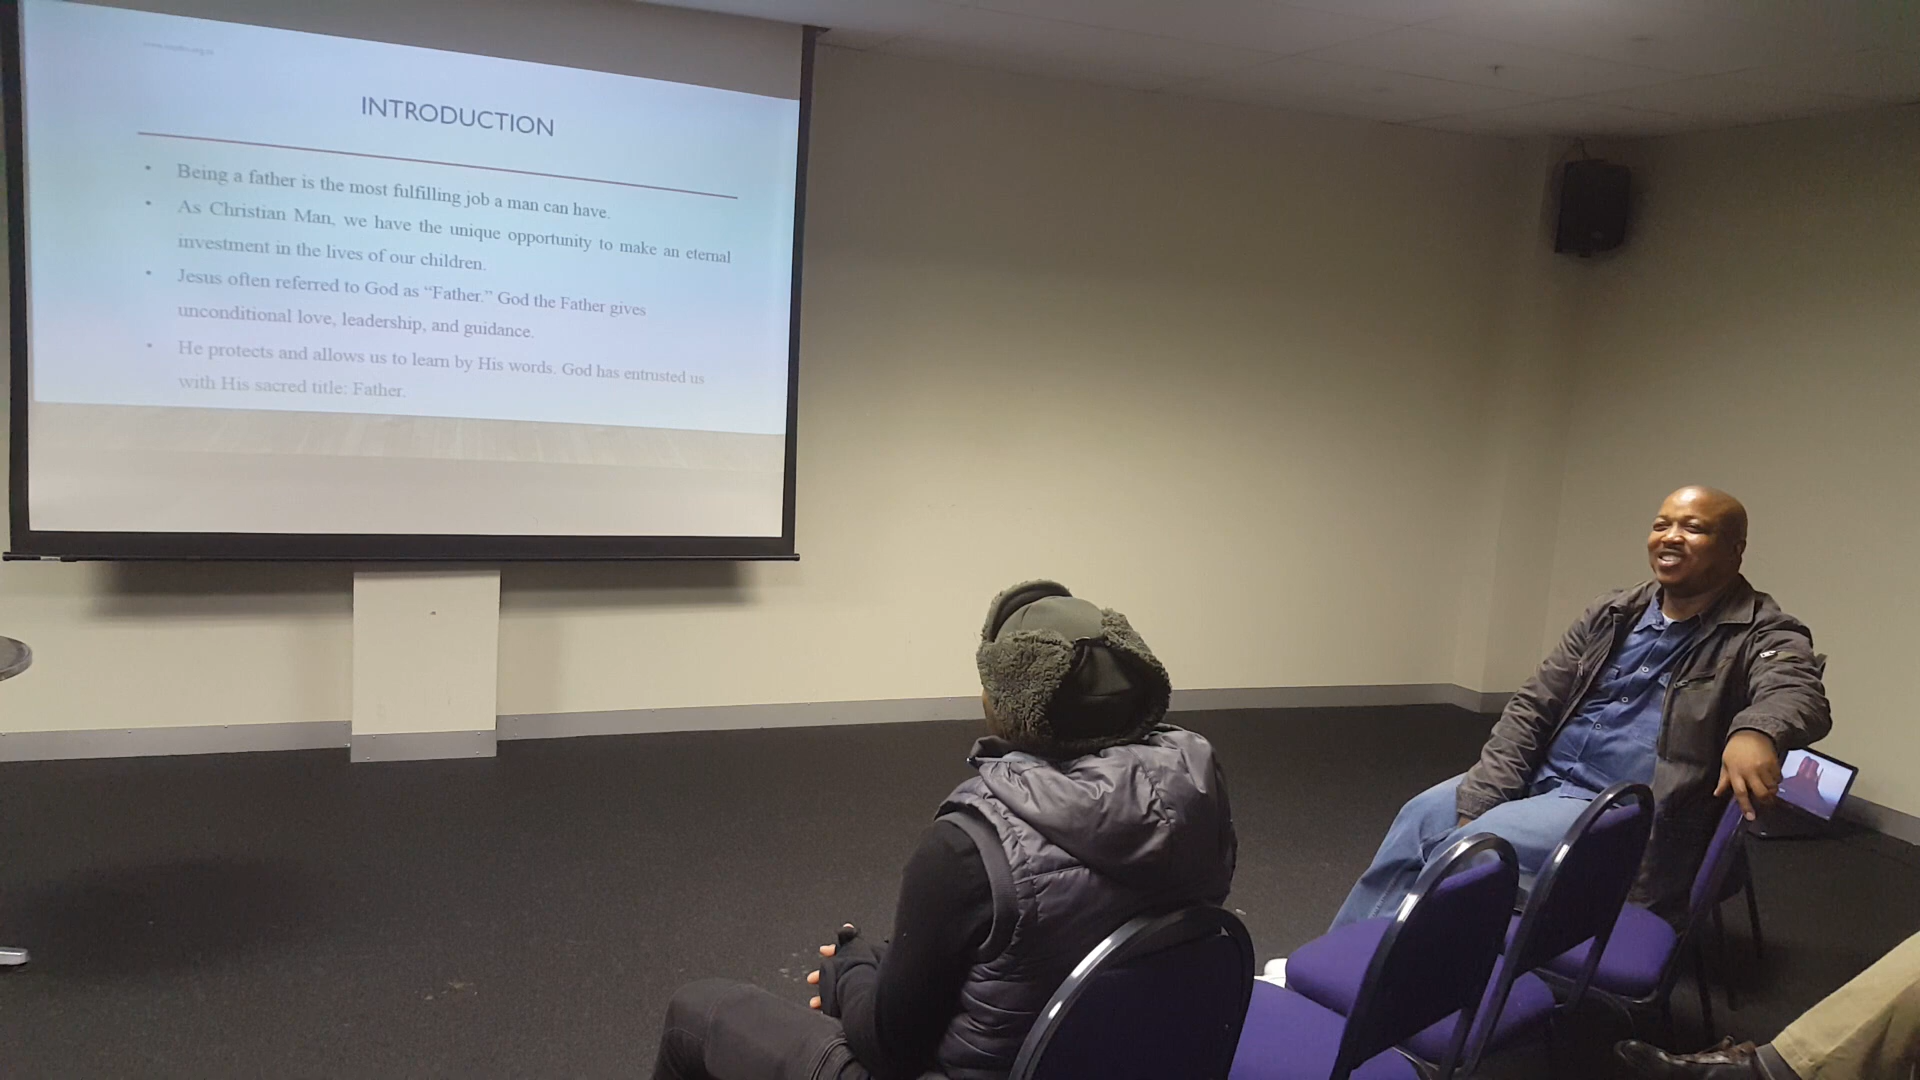 INTRODUCTION
• Being a father is the most fulfilling job a man can have.
• As Christian Man, we have the unique opportunity to make an eternal
investment in the lives of our children.
• Jesus often referred to God as “Father.” God the Father gives
unconditional love, leadership, and guidance.
• He protects and allows us to learn by His words. God has entrusted us
with His sacred title: Father.